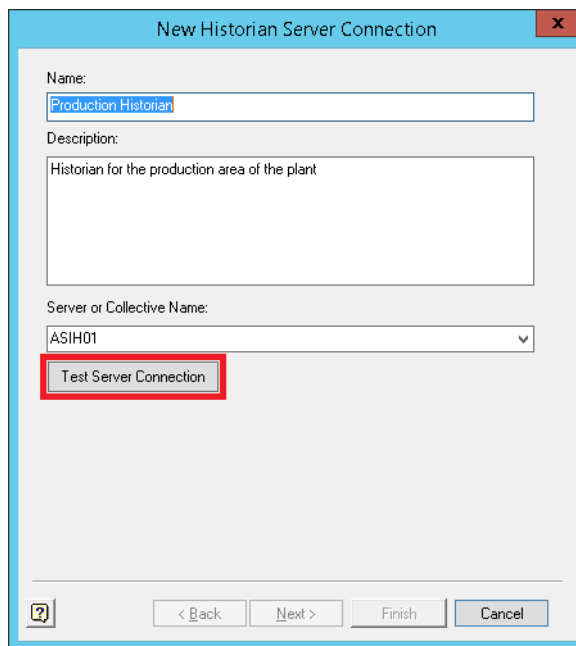 New Historian Server Connection
x
Name:
Production Historian
Description:
Historian for the production area of the plant
Server or Collective Name:
ASIH01
Test Server Connection
?
< Back
Next >
Finish
Cancel